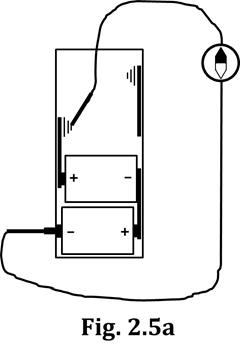 + −
− +
Fig. 2.5a